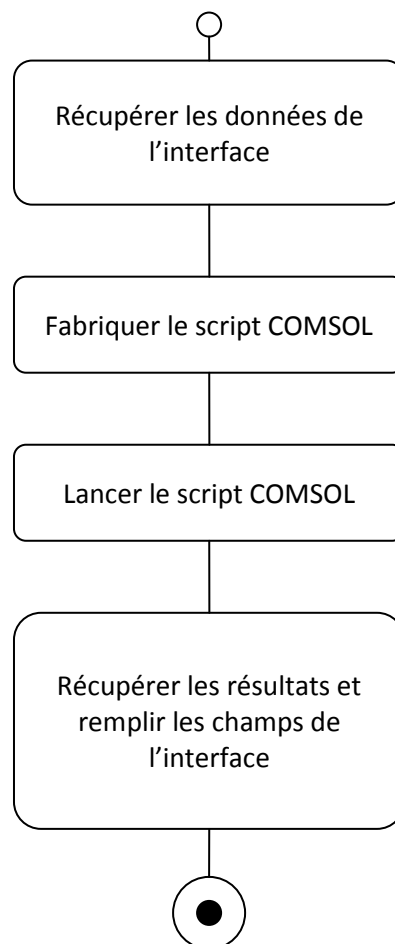 Récupérer les données de
l’interface
Fabriquer le script COMSOL
Lancer le script COMSOL
Récupérer les résultats et
remplir les champs de
l’interface